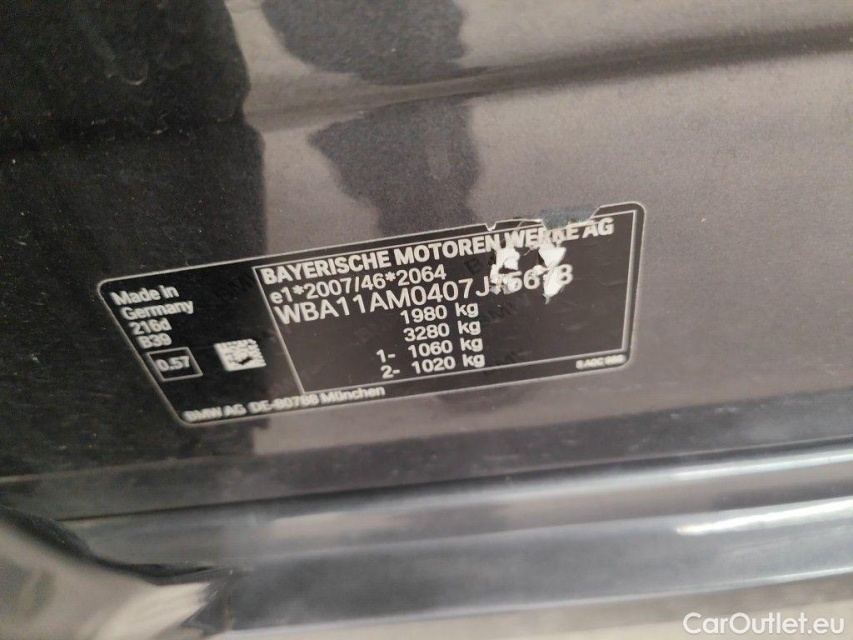 BAYERISCHE MOTOREN WERKE AG
e1*2007/46*2064
1980 kg
3280 kg
1- 1060 kg
2- 1020 kg
Made in
Germany
216d
B39
0.57
BMW AG DE-80788 München
CarOutlet.eu